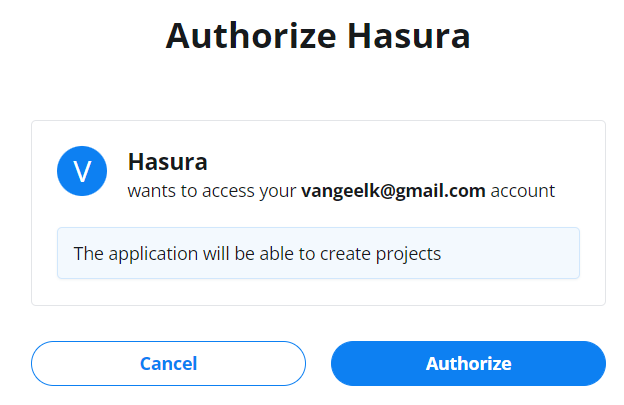 Authorize Hasura
V
Hasura
wants to access your vangeelk@gmail.com account
The application will be able to create projects
Cancel
Authorize